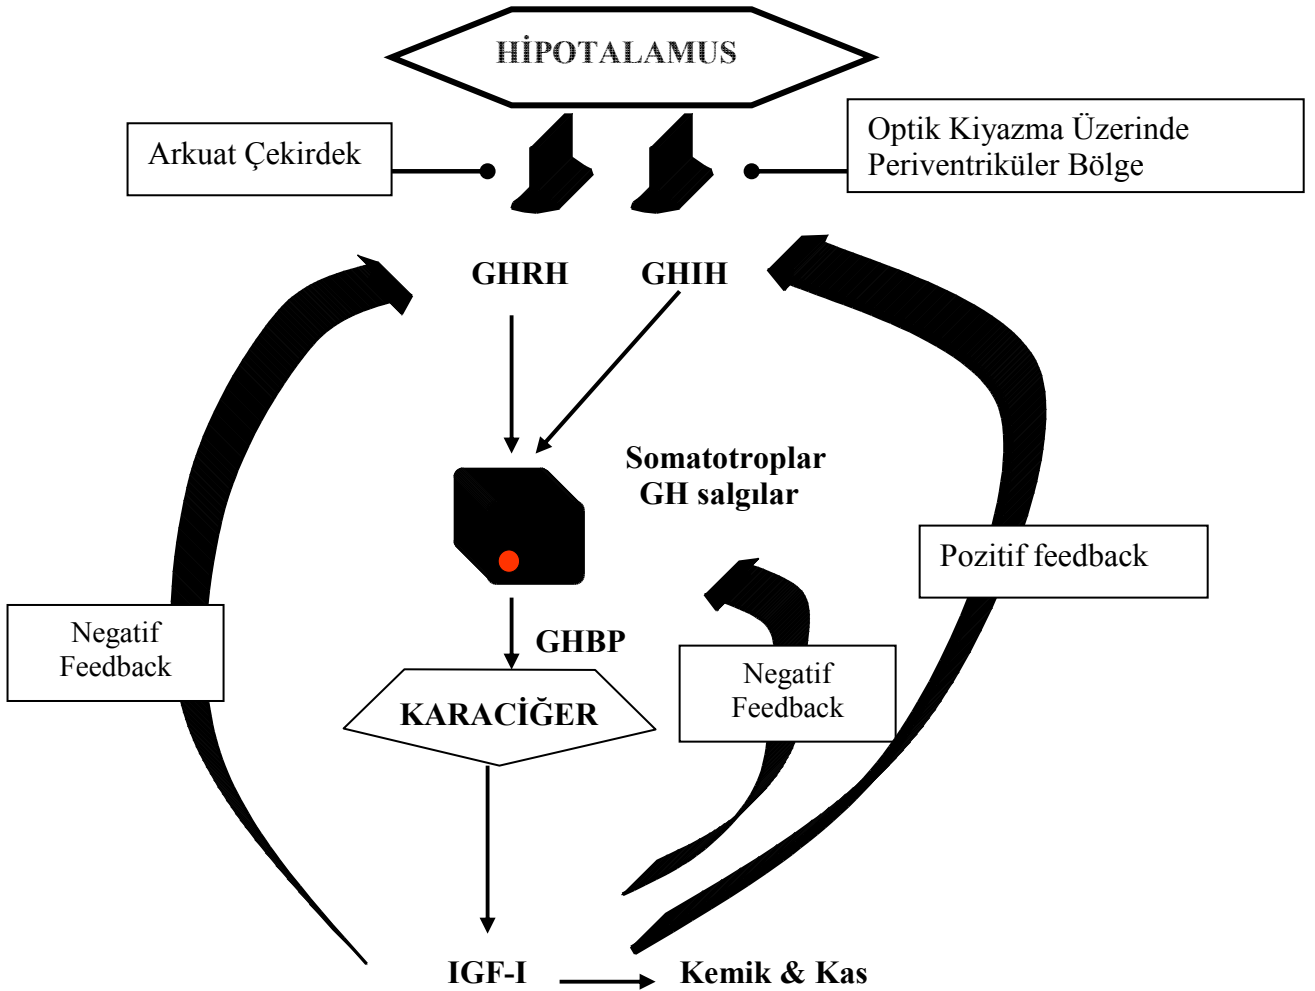 HİPOTALAMUS
Arkuat Çekirdek
Optik Kiyazma Üzerinde
Periventriküler Bölge
GHRH
GHIH
Somatotroplar
GH salgılar
Pozitif feedback
Negatif
Feedback
GHBP
Negatif
Feedback
KARACİĞER
IGF-I
Kemik & Kas